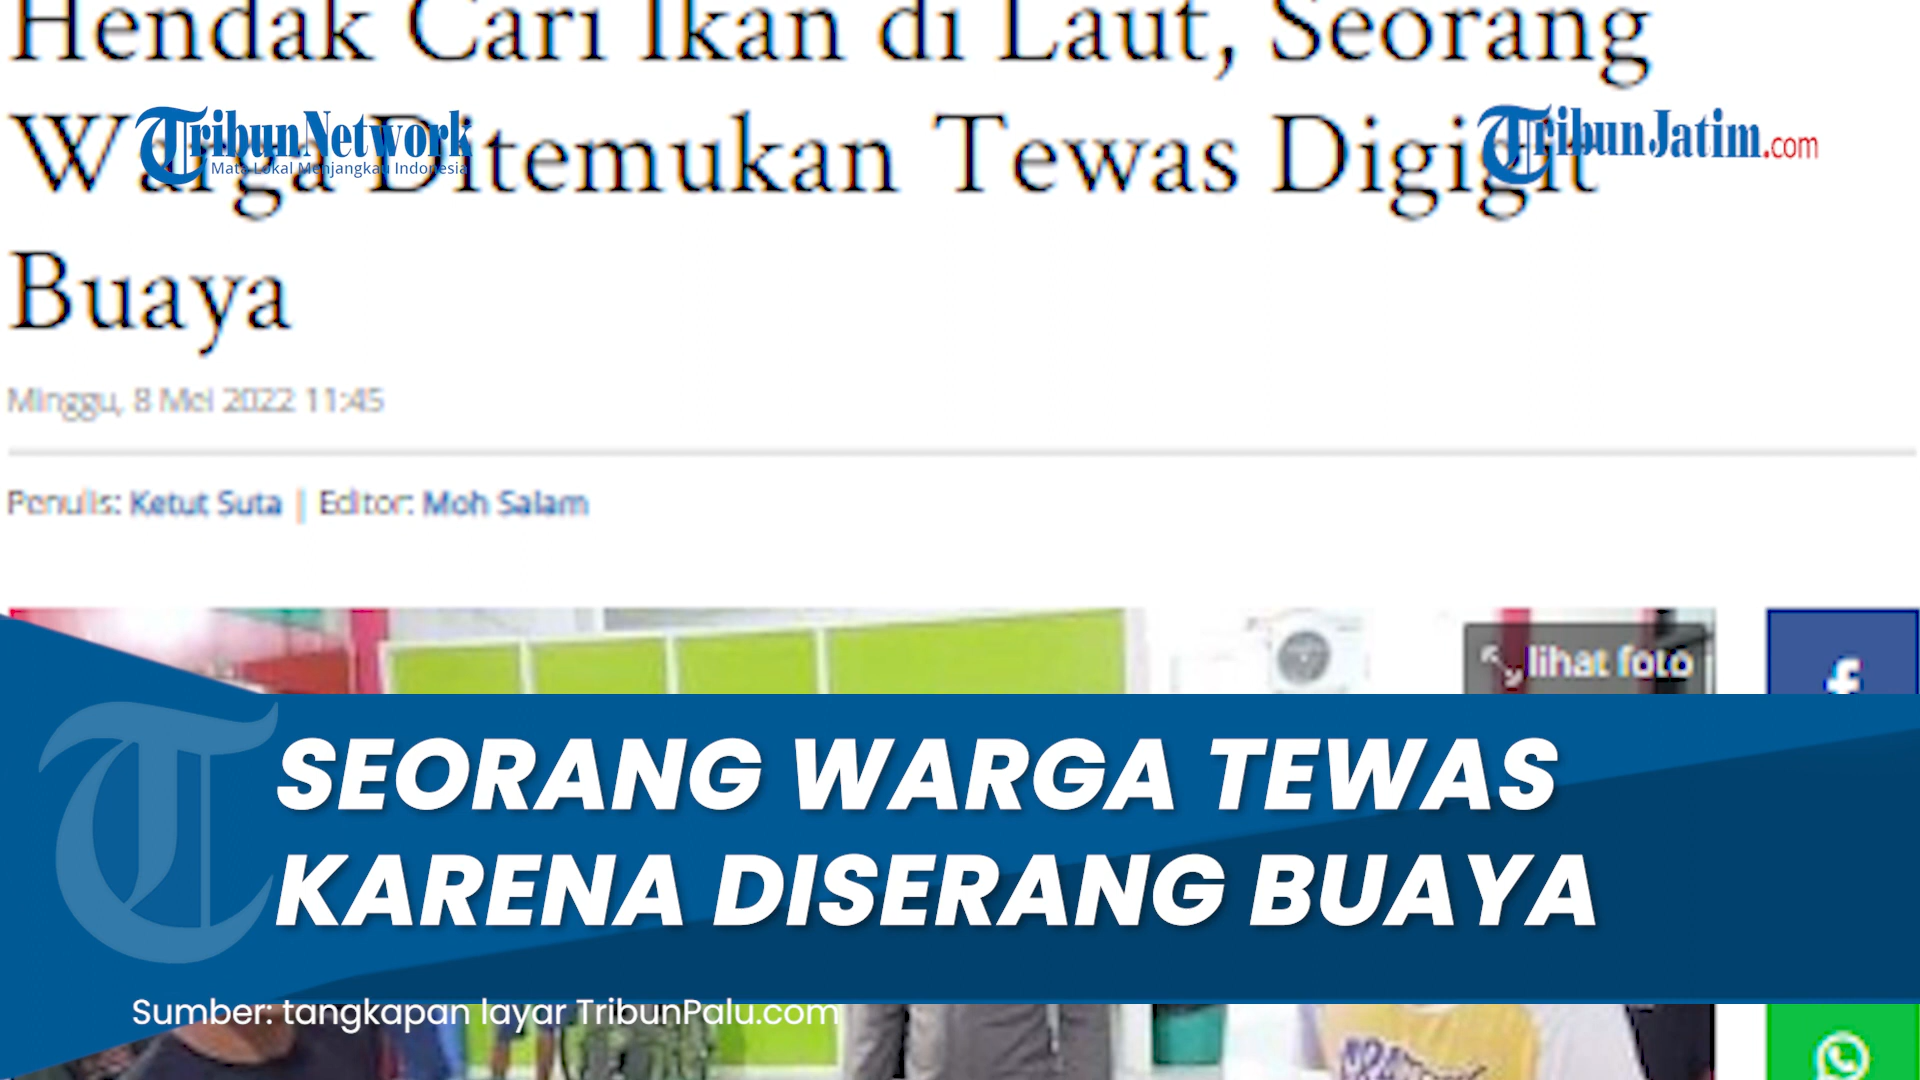 Hendak Cari Ikan di Laut, Seorang
Warga Ditemukan Tewas Digigit
Buaya
TribunNetwork
Mata Lokal Menjangkau Indonesia
TribunJatim.com
Minggu, 8 Mei 2022 11:45
Penulis: Ketut Suta | Editor: Moh Salam
lihat foto
f
T
SEORANG WARGA TEWAS
KARENA DISERANG BUAYA
Sumber: tangkapan layar TribunPalu.com